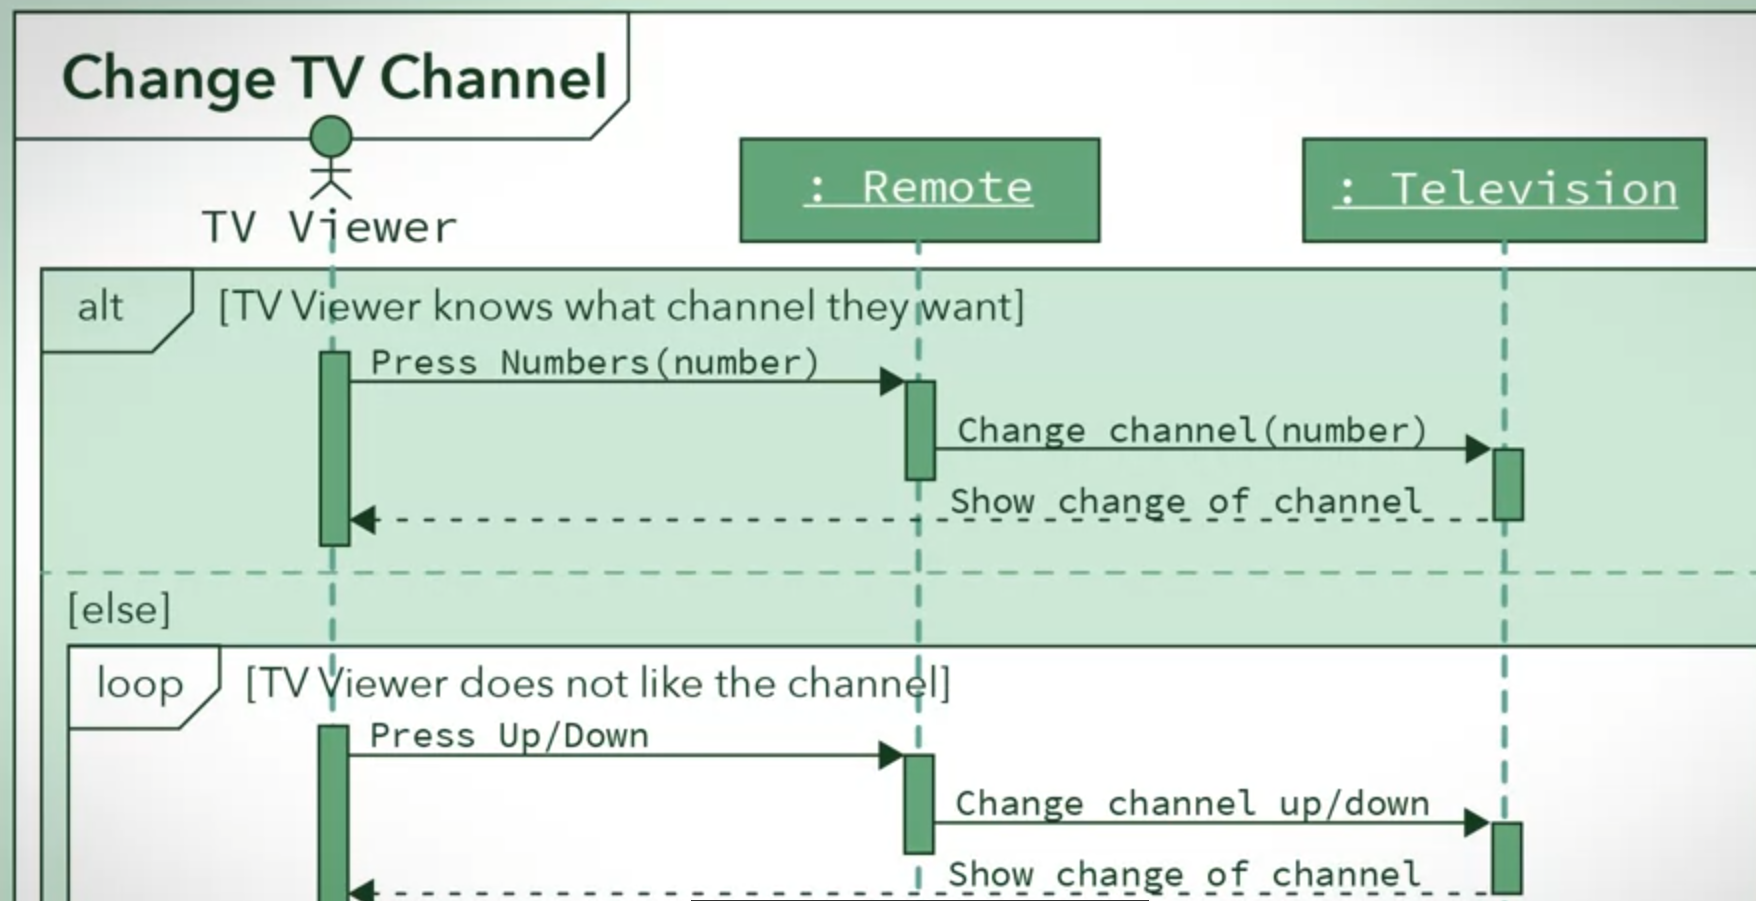 Change TV Channel
TV Viewer
: Remote
: Television
alt
[TV Viewer knows what channel they want]
Press Numbers(number)
Change channel(number)
Show change of channel
[else]
loop
[TV Viewer does not like the channel]
Press Up/Down
Change channel up/down
Show change of channel